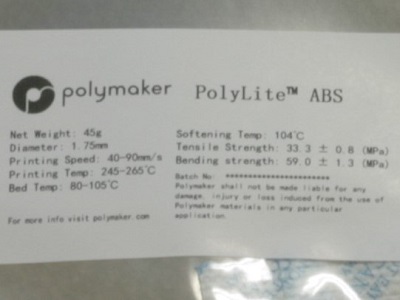 polymaker PolyLite™ ABS
Net Weight: 45g
Diameter: 1.75mm
Printing Speed: 40-90mm/s
Printing Temp: 245-265℃
Bed Temp: 80-105℃
For more info visit polymaker.com
Softening Temp: 104℃
Tensile Strength: 33.3 ± 0.8 (MPa)
Bending strength: 59.0 ± 1.3 (MPa)
Batch No: ***********************
Polymaker shall not be made liable for any
damage, injury or loss induced from the use of
Polymaker materials in any particular
application.